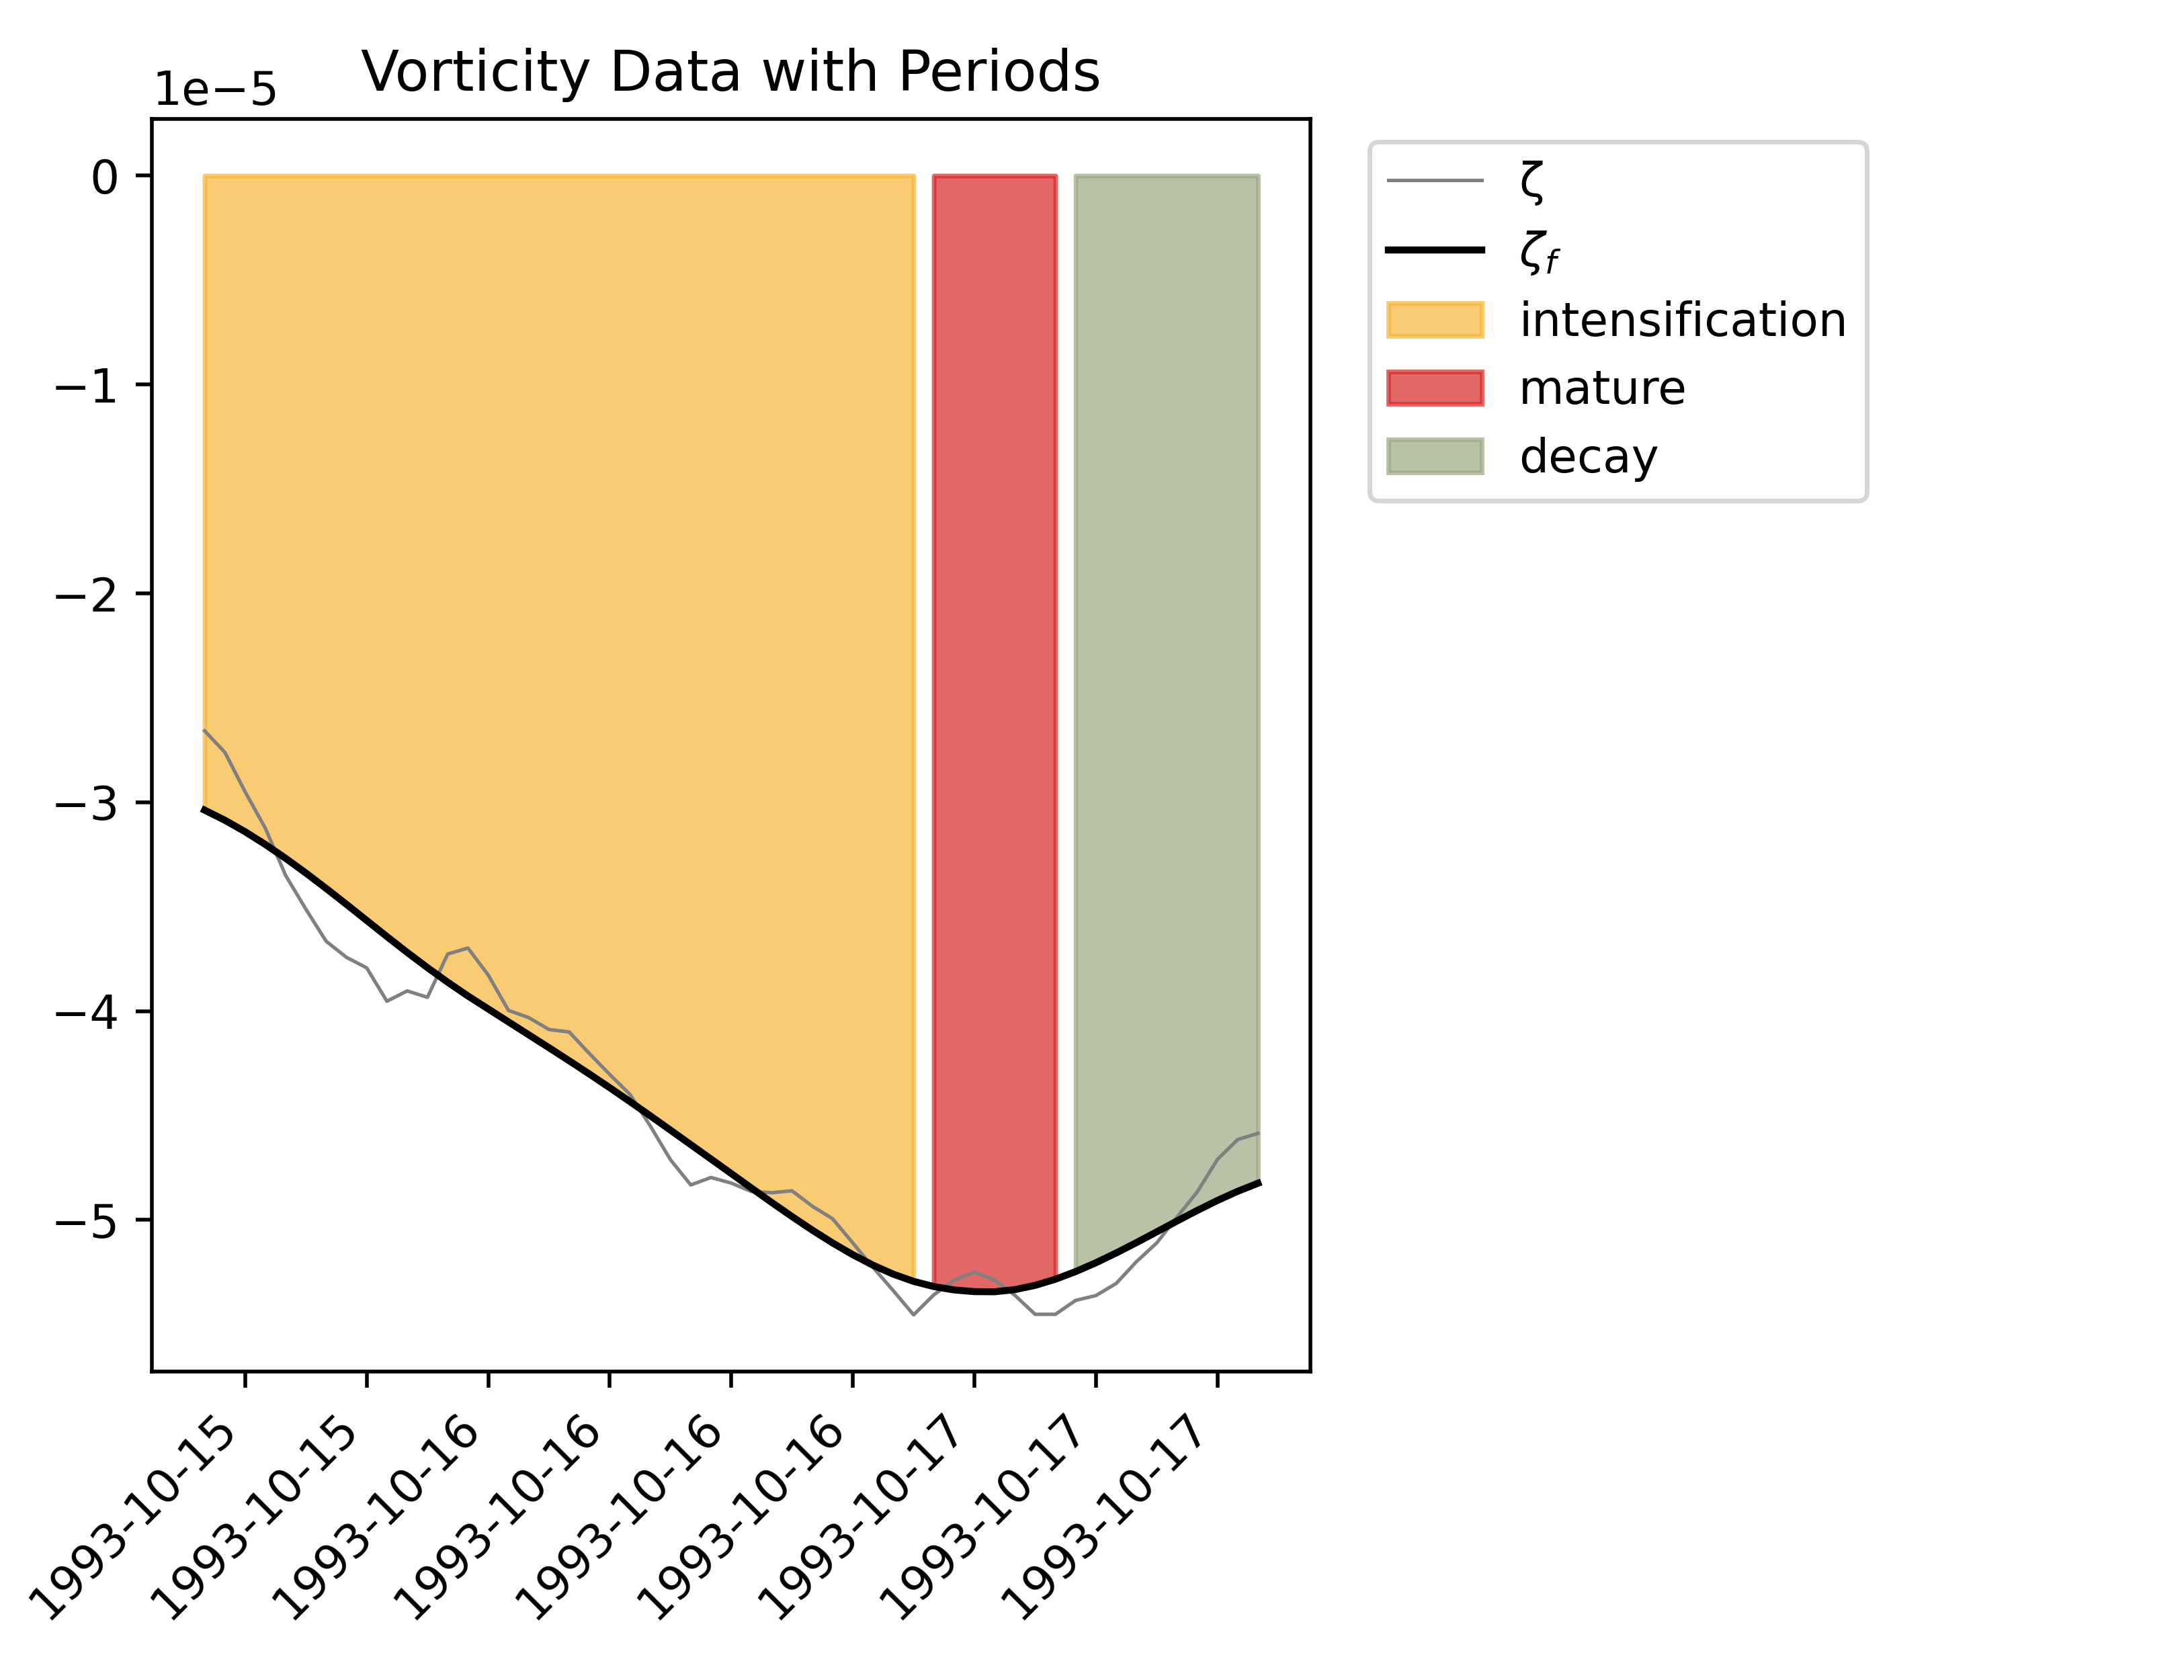 Vorticity Data with Periods
1e−5
0
−1
−2
−3
−4
−5
1993-10-15
1993-10-15
1993-10-16
1993-10-16
1993-10-16
1993-10-16
1993-10-17
1993-10-17
1993-10-17
ζ
ζf
intensification
mature
decay